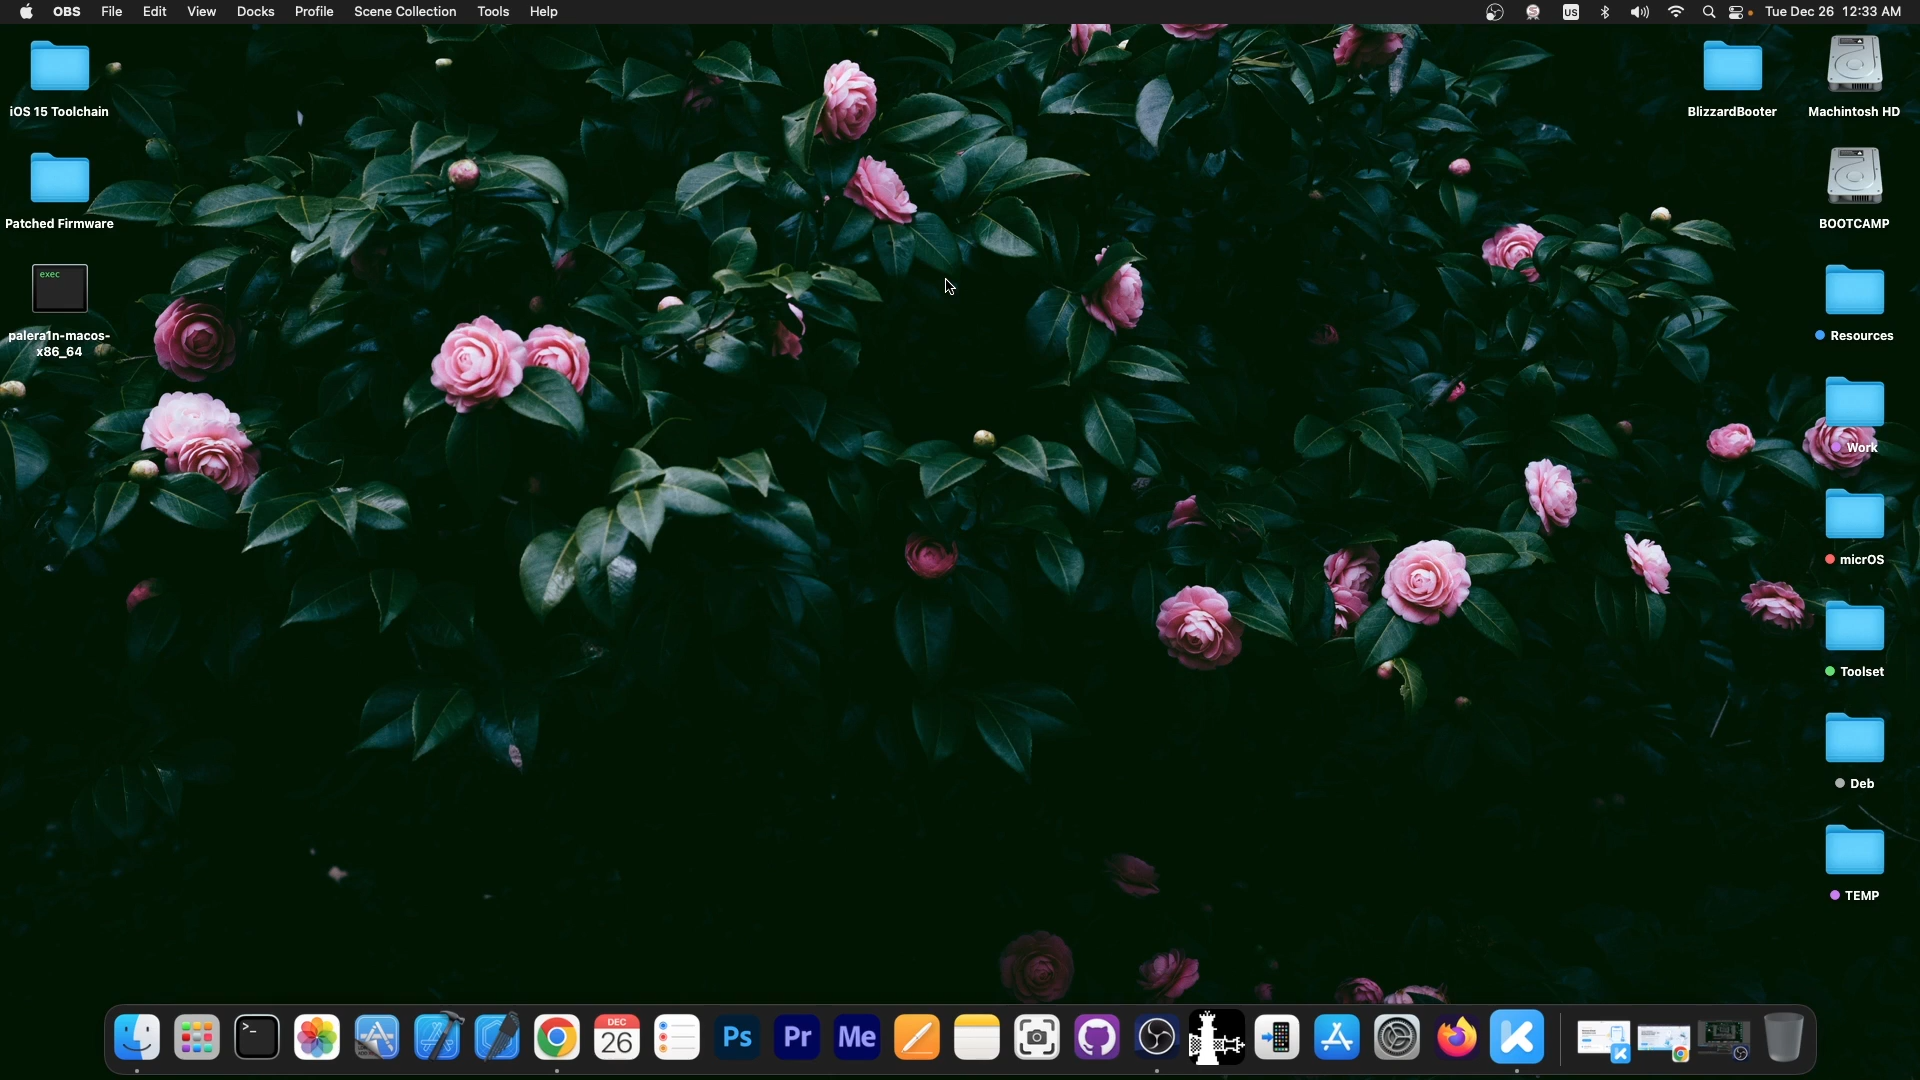 OBS File Edit View Docks Profile Scene Collection Tools Help
US Tue Dec 26 12:33 AM
iOS 15 Toolchain
BlizzardBooter
Machintosh HD
Patched Firmware
BOOTCAMP
exec
palera1n-macos-
x86_64
Resources
Work
micrOS
Toolset
Deb
TEMP
>_
DEC
26
Ps
Pr
Me